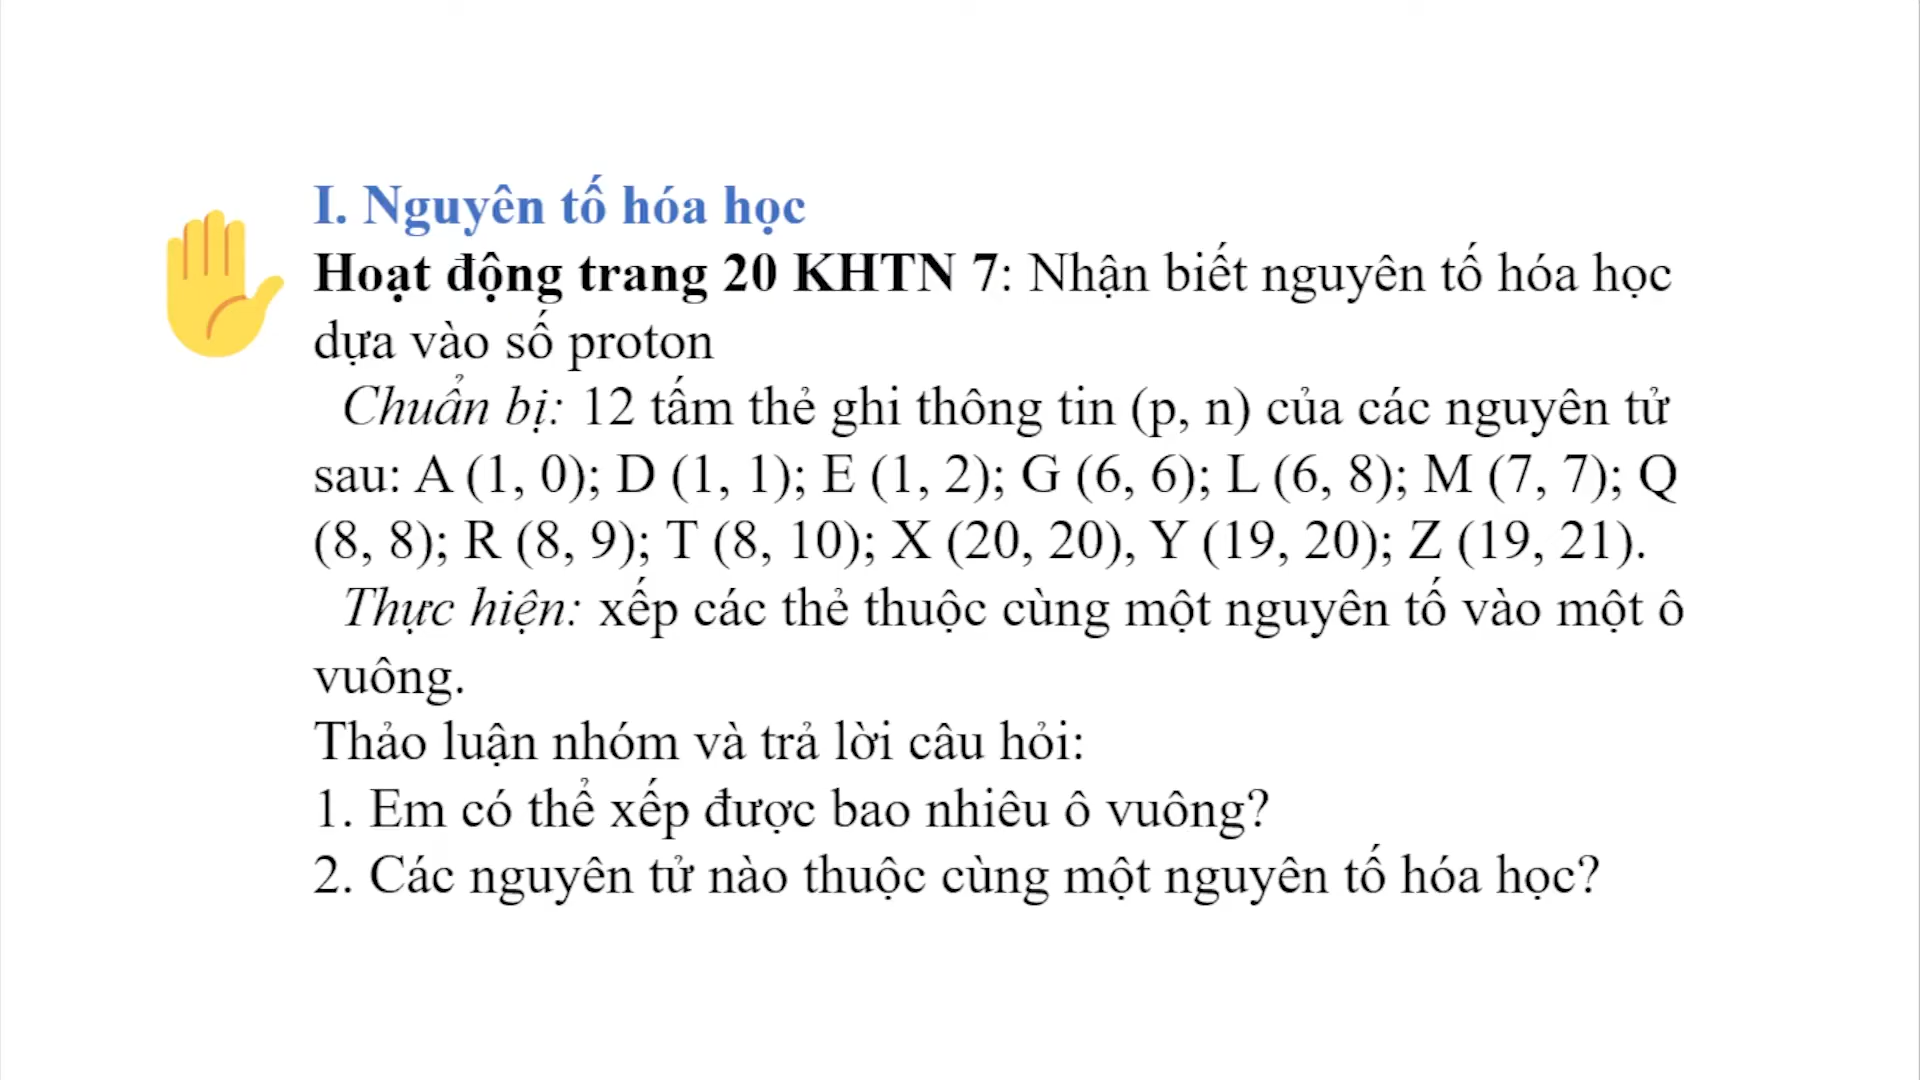 I. Nguyên tố hóa học
Hoạt động trang 20 KHTN 7: Nhận biết nguyên tố hóa học
dựa vào số proton
Chuẩn bị: 12 tấm thẻ ghi thông tin (p, n) của các nguyên tử
sau: A (1, 0); D (1, 1); E (1, 2); G (6, 6); L (6, 8); M (7, 7); Q
(8, 8); R (8, 9); T (8, 10); X (20, 20), Y (19, 20); Z (19, 21).
Thực hiện: xếp các thẻ thuộc cùng một nguyên tố vào một ô
vuông.
Thảo luận nhóm và trả lời câu hỏi:
1. Em có thể xếp được bao nhiêu ô vuông?
2. Các nguyên tử nào thuộc cùng một nguyên tố hóa học?